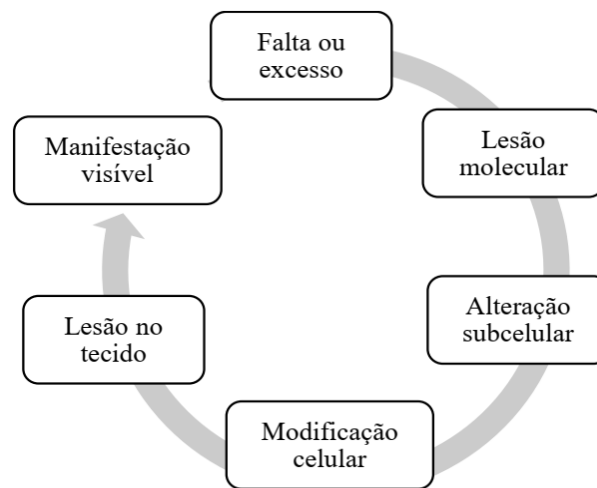 Falta ou
excesso
Lesão
molecular
Alteração
subcelular
Modificação
celular
Lesão no
tecido
Manifestação
visível